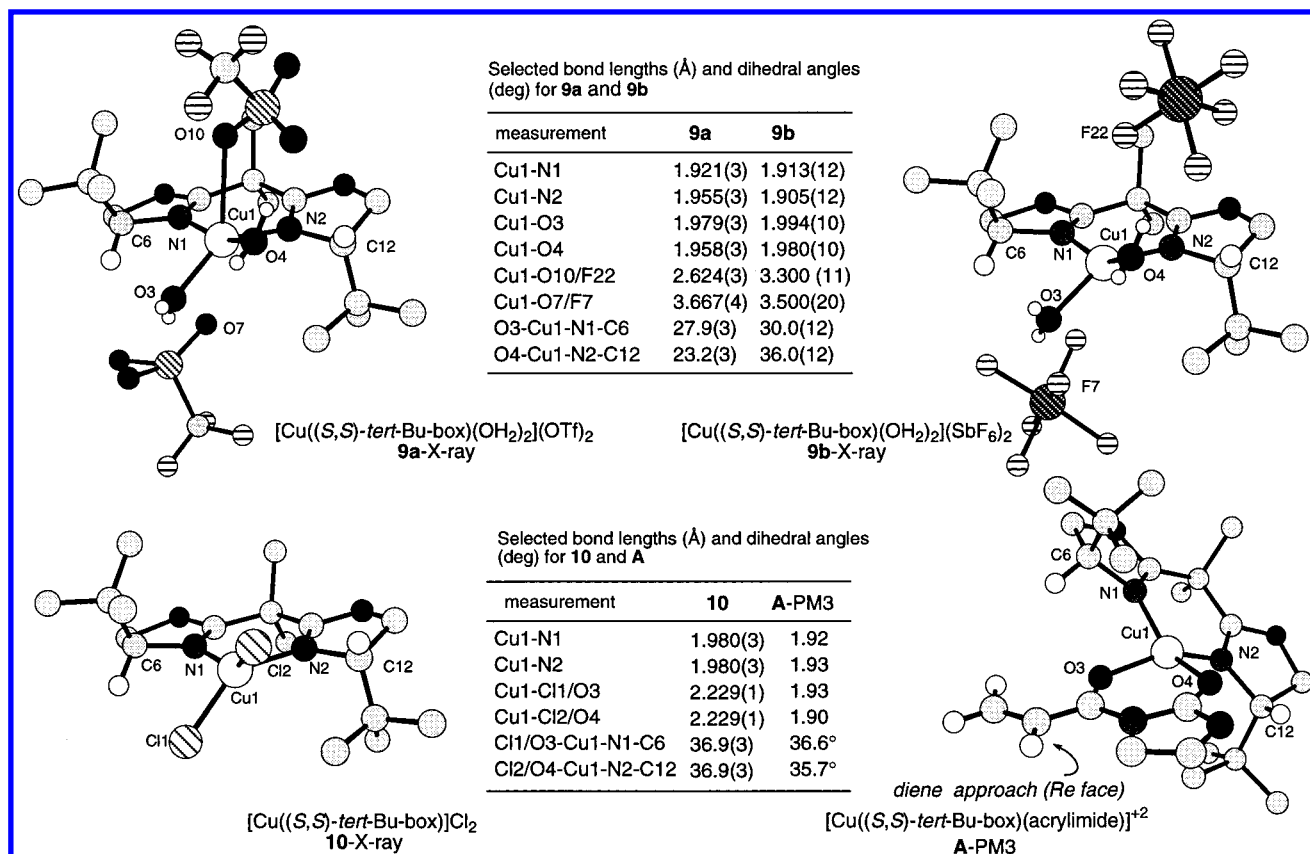 Selected bond lengths (Å) and dihedral angles
(deg) for 9a and 9b
measurement 9a 9b
Cu1-N1 1.921(3) 1.913(12)
Cu1-N2 1.955(3) 1.905(12)
Cu1-O3 1.979(3) 1.994(10)
Cu1-O4 1.958(3) 1.980(10)
Cu1-O10/F22 2.624(3) 3.300 (11)
Cu1-O7/F7 3.667(4) 3.500(20)
O3-Cu1-N1-C6 27.9(3) 30.0(12)
O4-Cu1-N2-C12 23.2(3) 36.0(12)
O10
Cu1
N2
C6
N1
O4
C12
O3
O7
[Cu((S,S)-tert-Bu-box)(OH2)2](OTf)2
9a-X-ray
F22
Cu1
N2
C6
N1
O4
C12
O3
F7
[Cu((S,S)-tert-Bu-box)(OH2)2](SbF6)2
9b-X-ray
Selected bond lengths (Å) and dihedral angles
(deg) for 10 and A
measurement 10 A-PM3
Cu1-N1 1.980(3) 1.92
Cu1-N2 1.980(3) 1.93
Cu1-Cl1/O3 2.229(1) 1.93
Cu1-Cl2/O4 2.229(1) 1.90
Cl1/O3-Cu1-N1-C6 36.9(3) 36.6°
Cl2/O4-Cu1-N2-C12 36.9(3) 35.7°
C6
N1
Cl2
N2
C12
Cu1
Cl1
[Cu((S,S)-tert-Bu-box)]Cl2
10-X-ray
C6
N1
Cu1
N2
O3
O4
C12
diene approach (Re face)
[Cu((S,S)-tert-Bu-box)(acrylimide)]+2
A-PM3